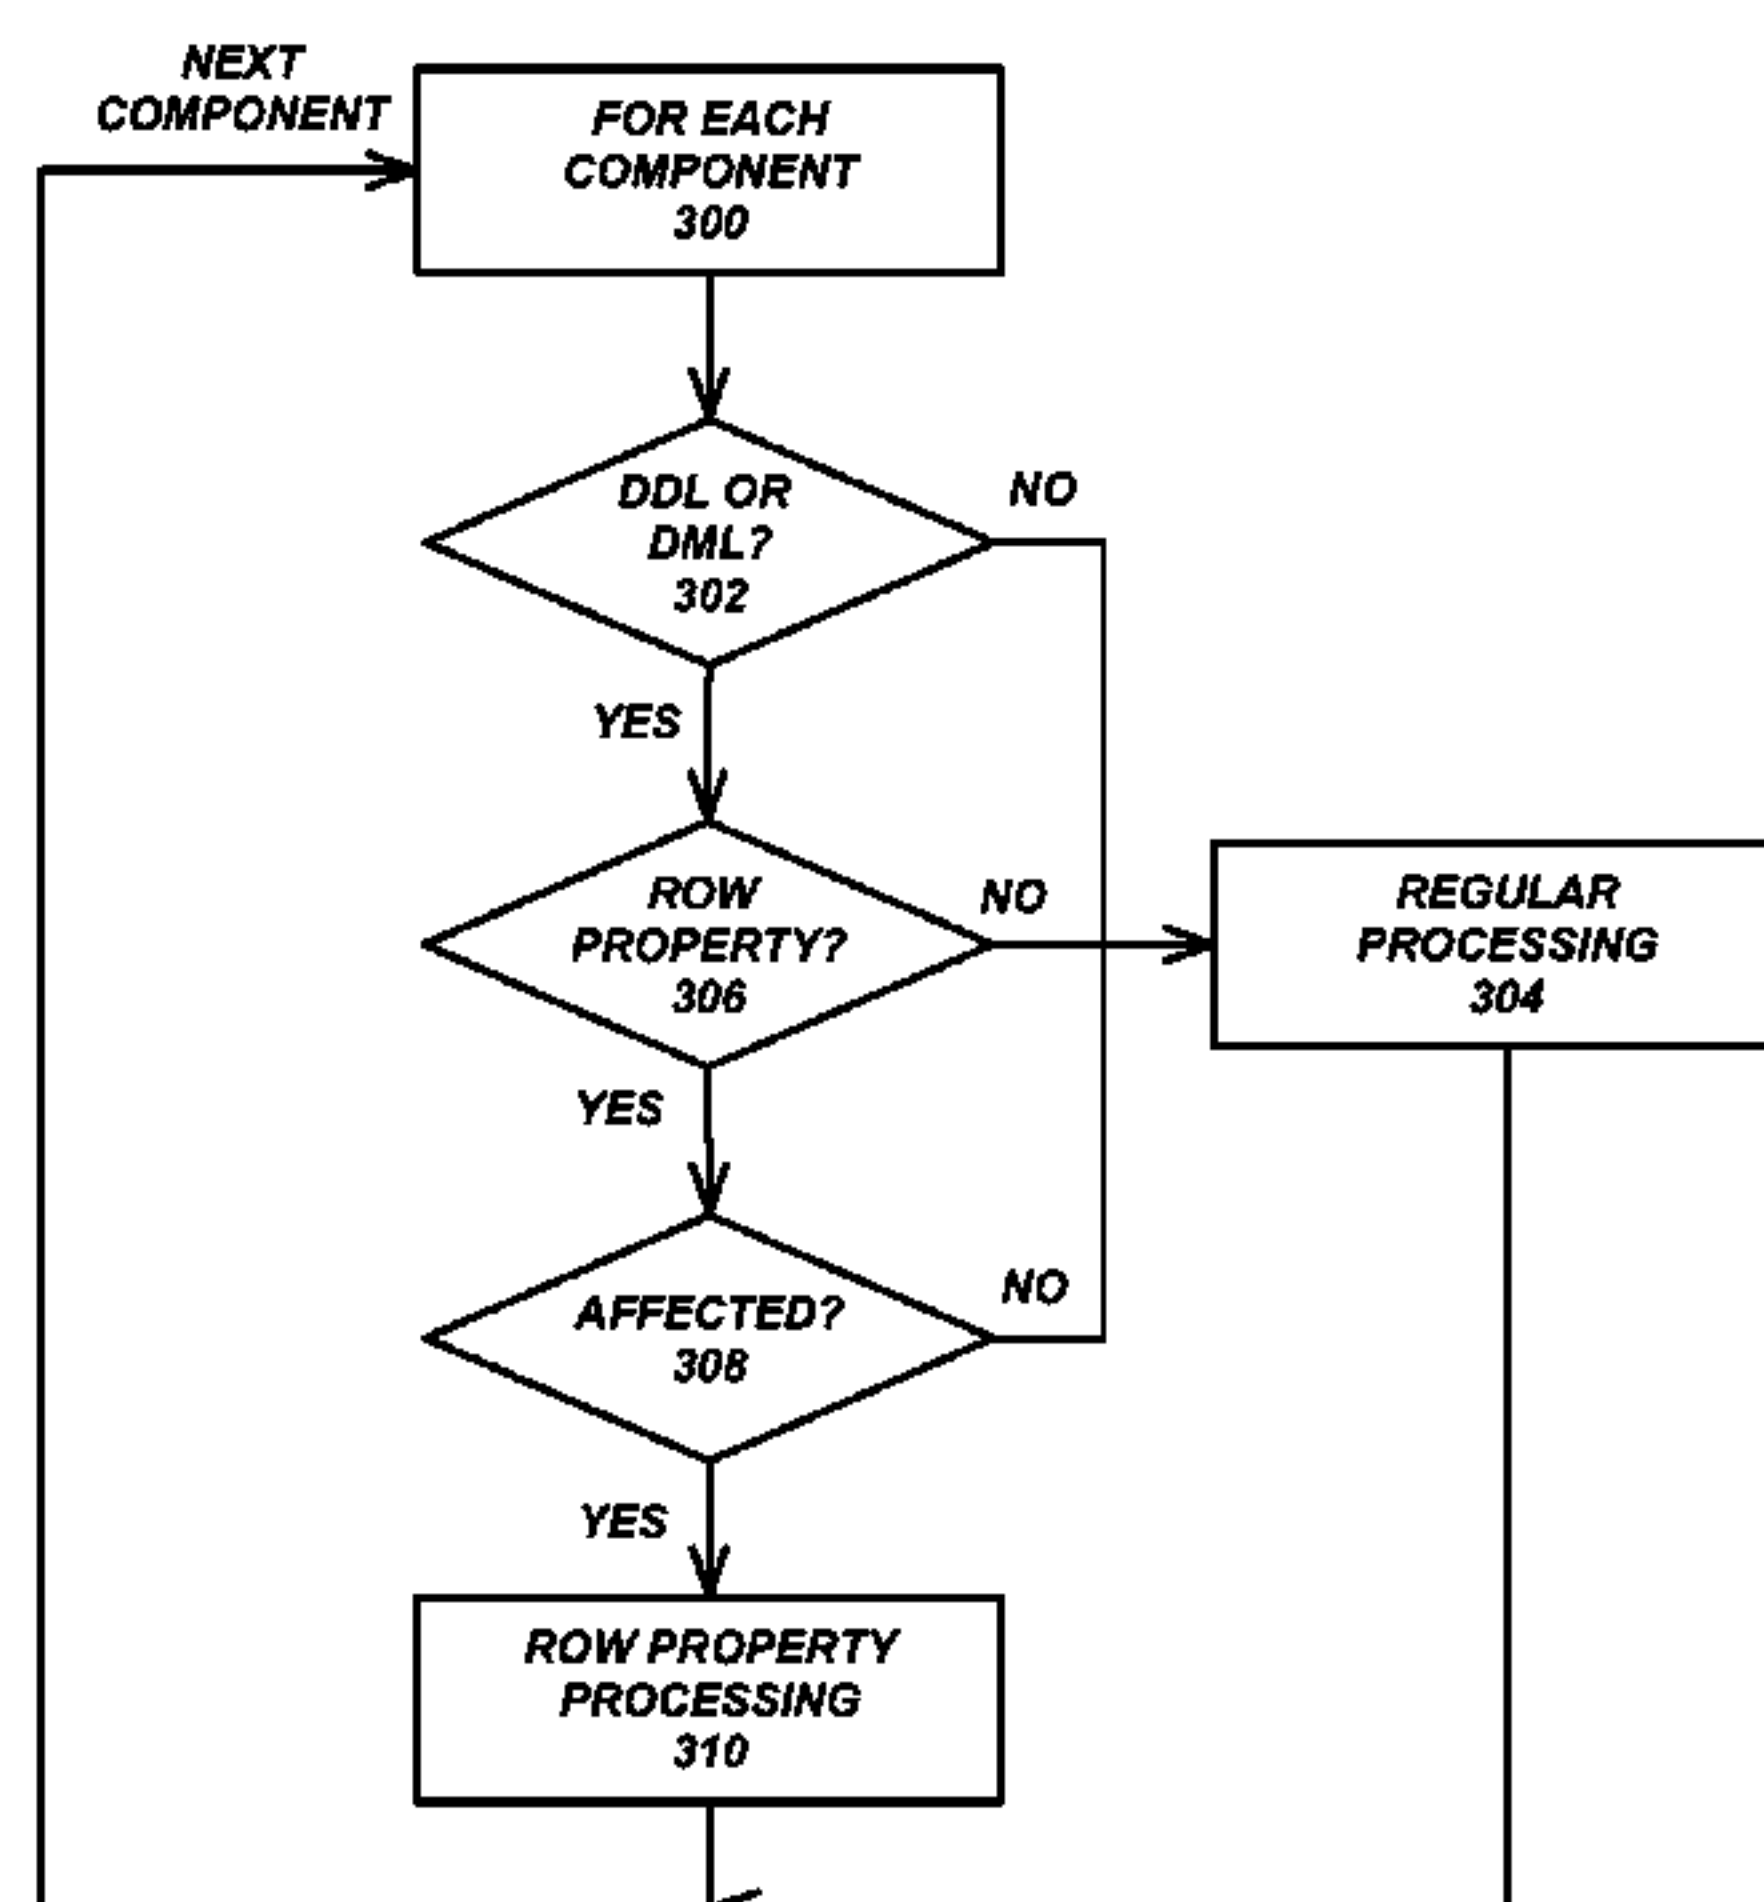 NEXT
COMPONENT
FOR EACH
COMPONENT
300
DDL OR
DML?
302
NO
YES
ROW
PROPERTY?
306
NO
REGULAR
PROCESSING
304
YES
AFFECTED?
308
NO
YES
ROW PROPERTY
PROCESSING
310